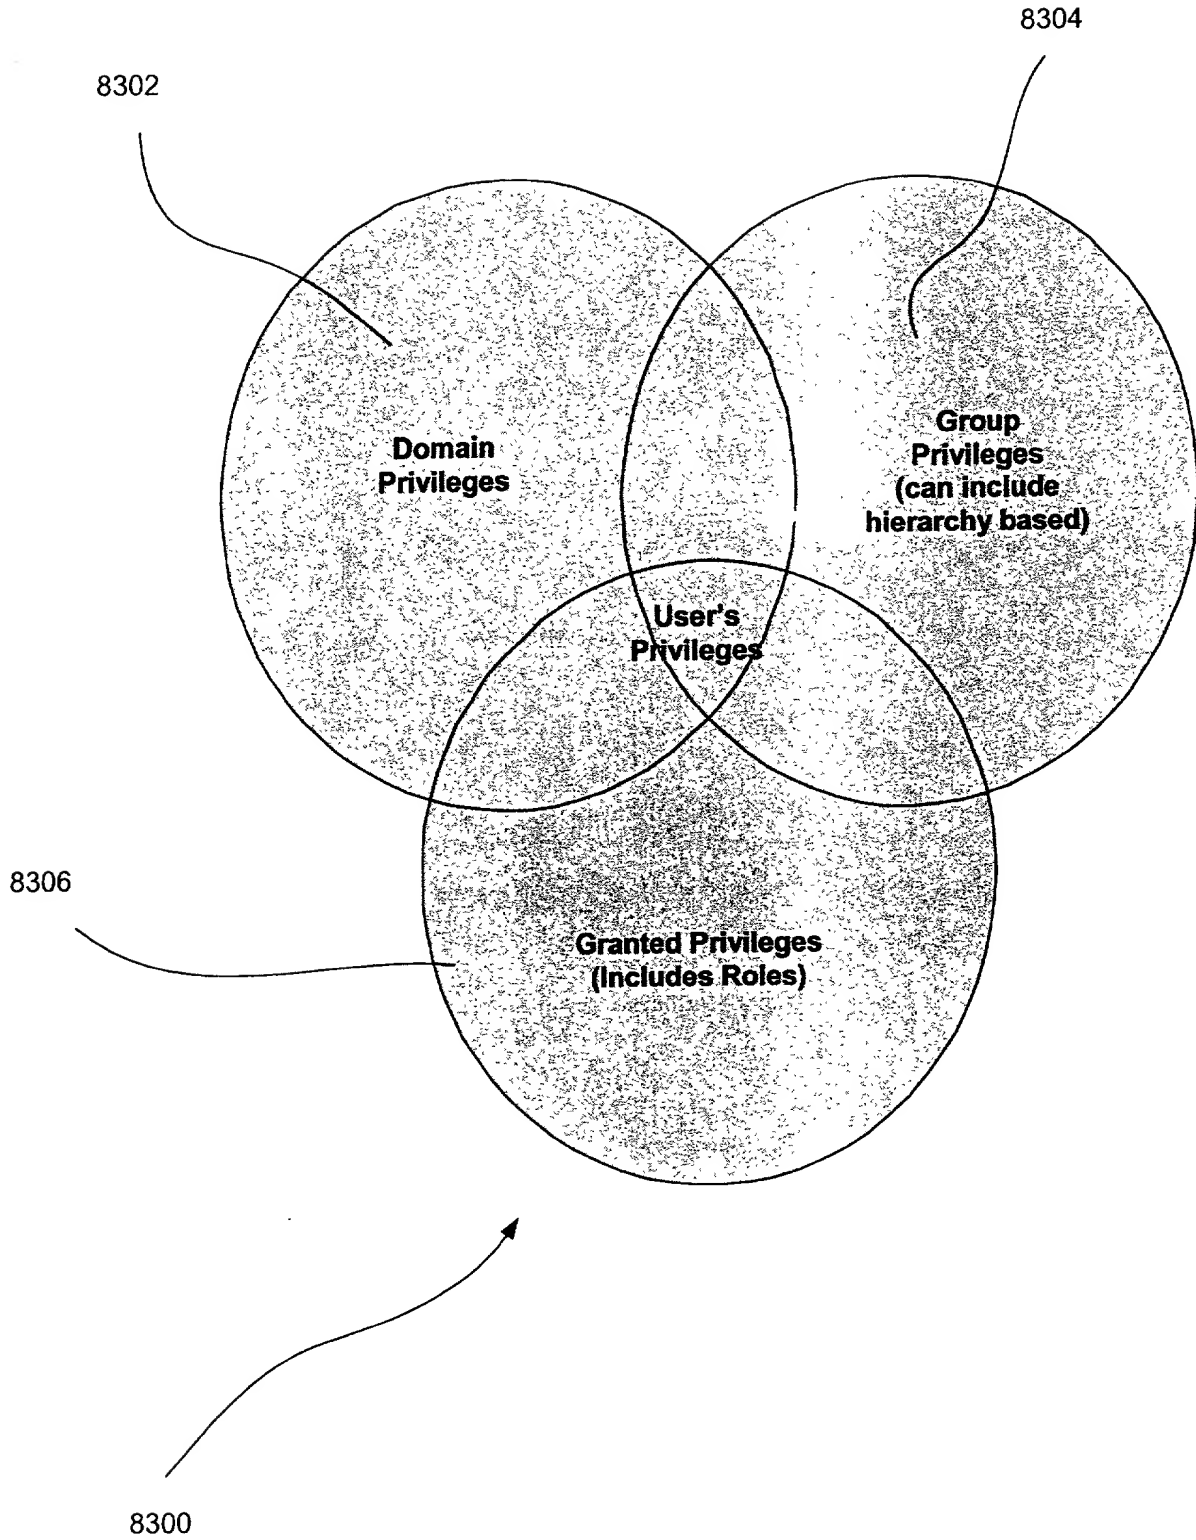 8304
8302
Domain
Privileges
Group
Privileges
(can include
hierarchy based)
User's
Privileges
8306
Granted Privileges
(Includes Roles)
8300